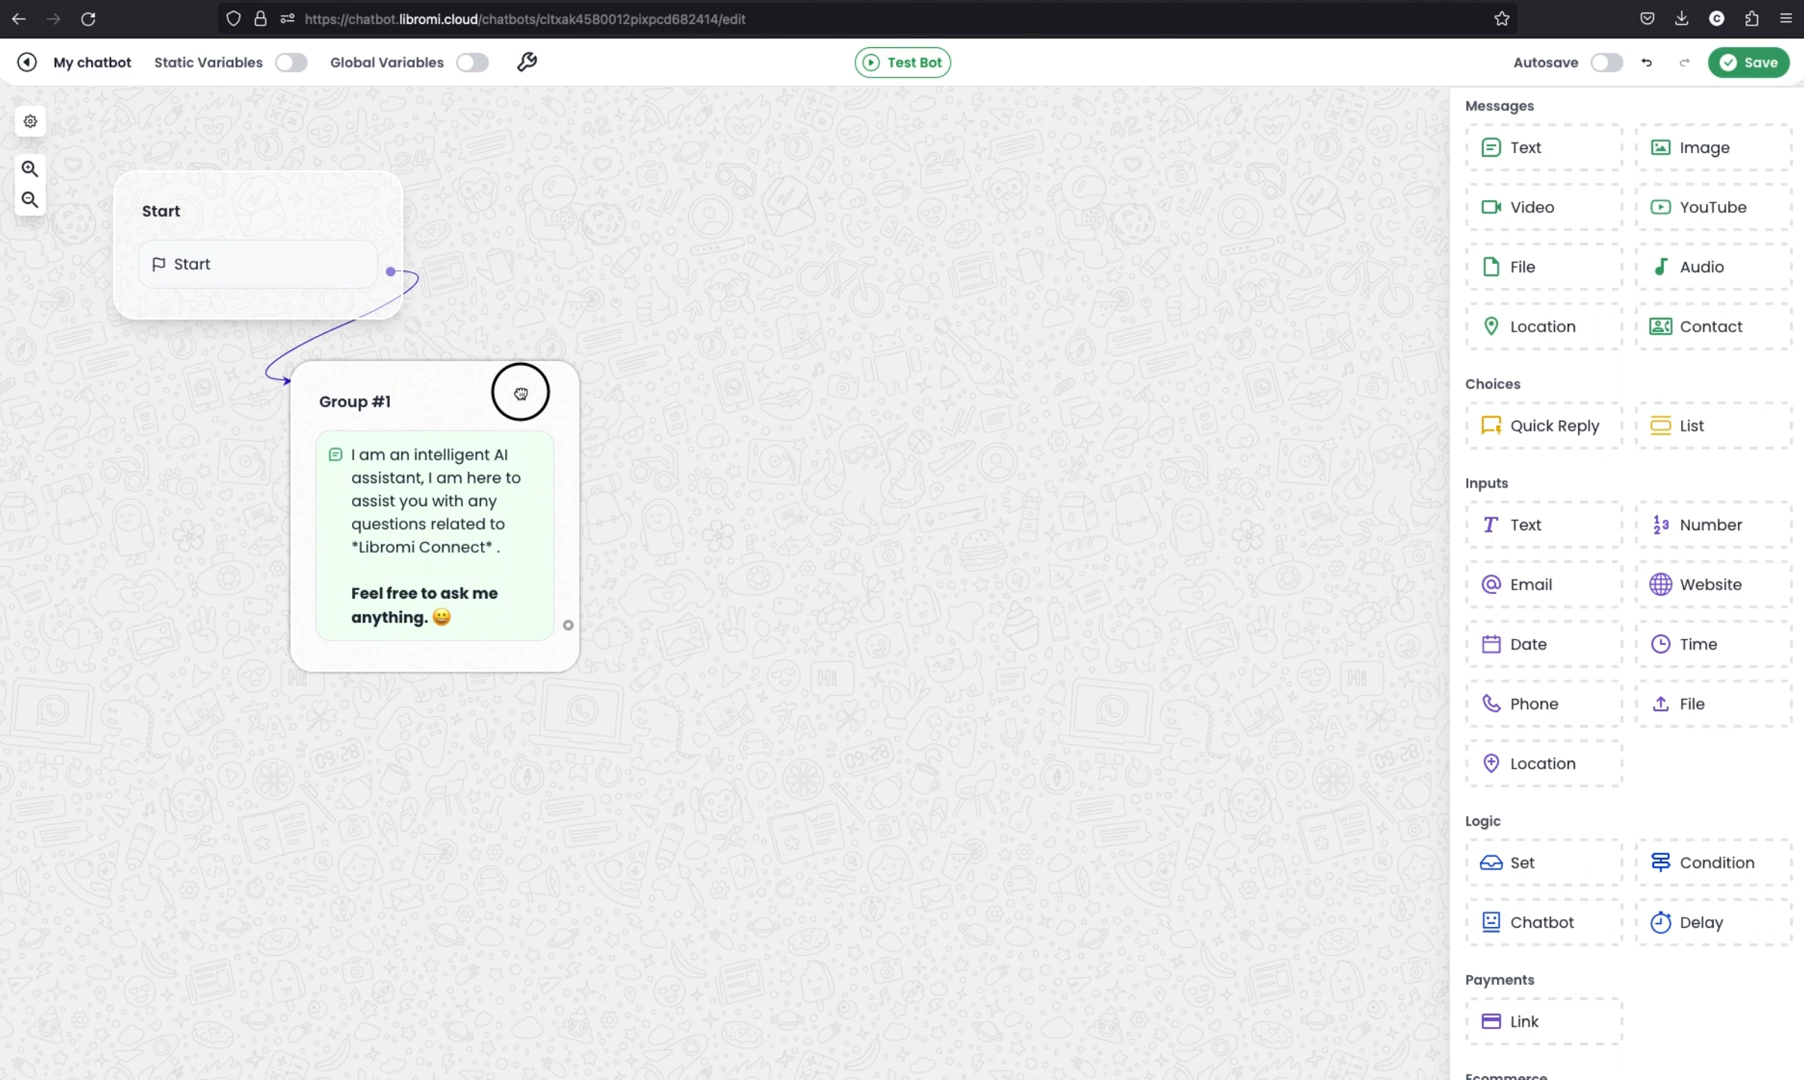 https://chatbot.libromi.cloud/chatbots/cltxak4580012pixpcd682414/edit
My chatbot
Static Variables
Global Variables
Test Bot
Autosave
Save
Start
Start
Group #1
I am an intelligent AI
assistant, I am here to
assist you with any
questions related to
*Libromi Connect* .
Feel free to ask me
anything. 😀
Messages
Text
Image
Video
YouTube
File
Audio
Location
Contact
Choices
Quick Reply
List
Inputs
Text
Number
Email
Website
Date
Time
Phone
File
Location
Logic
Set
Condition
Chatbot
Delay
Payments
Link
Ecommerce